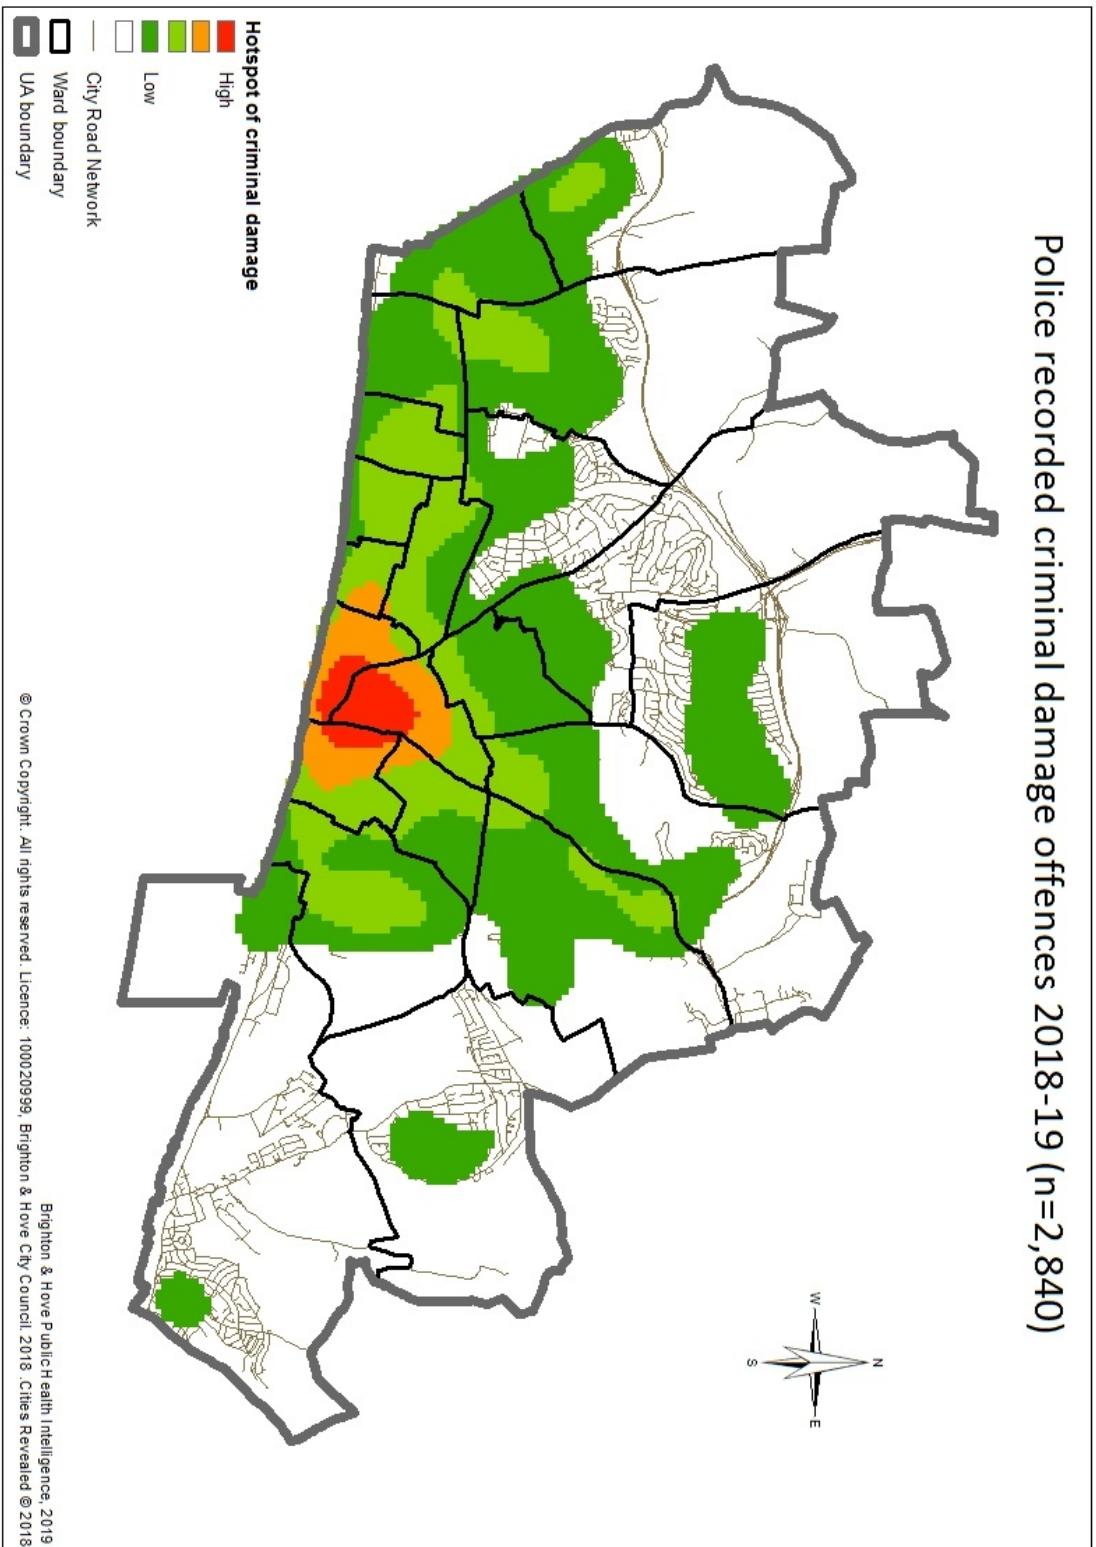 Police recorded criminal damage offences 2018-19 (n=2,840)
N
W
E
S
Hotspot of criminal damage
High
Low
City Road Network
Ward boundary
UA boundary
Brighton & Hove Public Health Intelligence, 2019
© Crown Copyright. All rights reserved. Licence: 100020999, Brighton & Hove City Council. 2018 .Cities Revealed © 2018